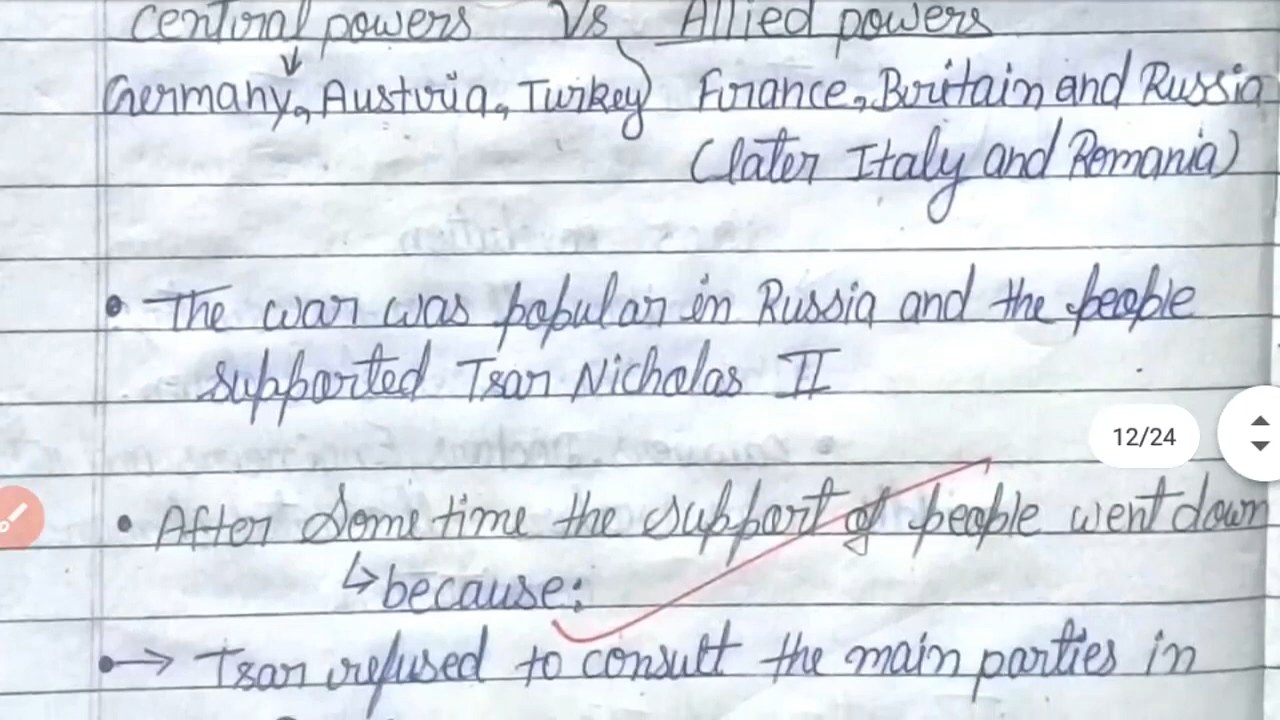 Central powers Vs Allied powers
Germany, Austria, Turkey France, Britain and Russia
(later Italy and Romania)
• The war was popular in Russia and the people
supported Tsar Nicholas II
12/24
• After Some time the support of people went down
↳ because:
•→ Tsar refused to consult the main parties in